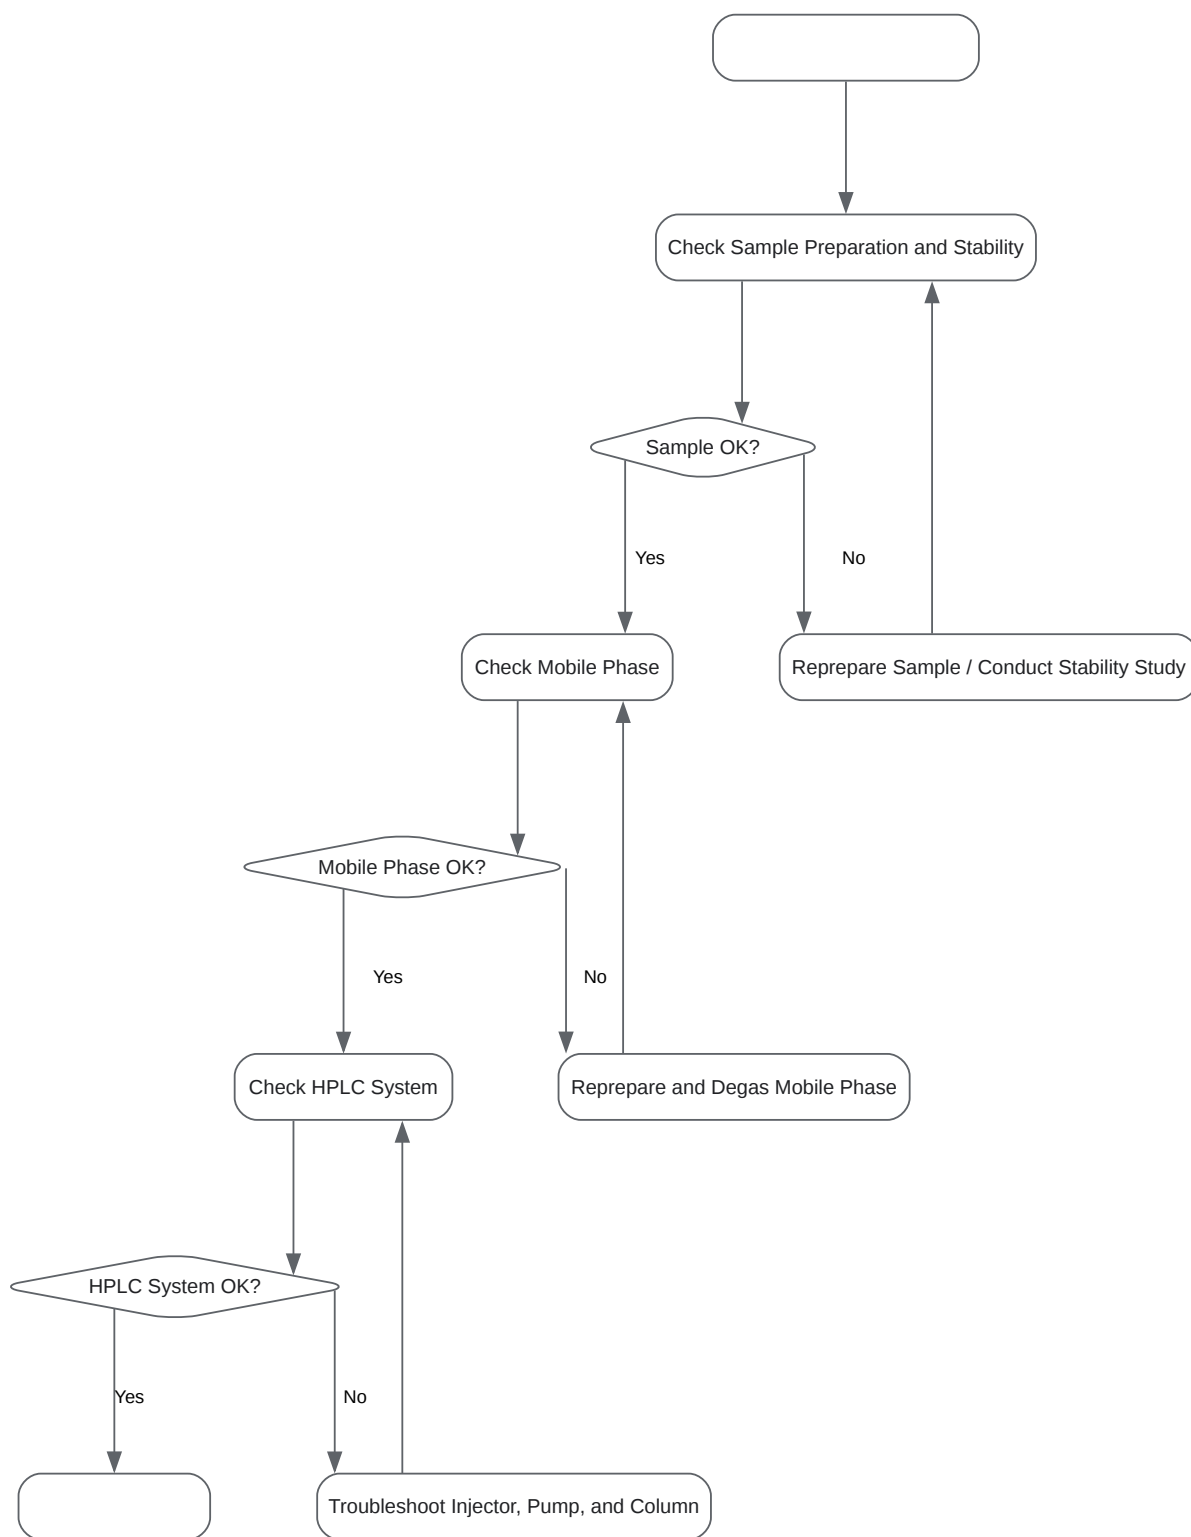 Check Sample Preparation and Stability
Sample OK?
Yes
No
Check Mobile Phase
Reprepare Sample / Conduct Stability Study
Mobile Phase OK?
Yes
No
Check HPLC System
Reprepare and Degas Mobile Phase
HPLC System OK?
Yes
No
Troubleshoot Injector, Pump, and Column